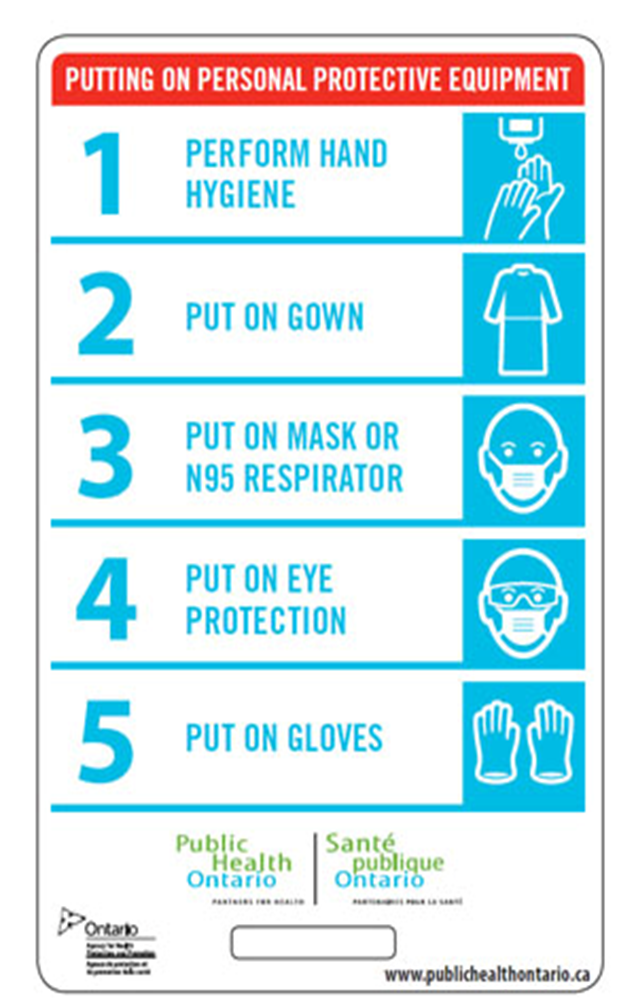 PUTTING ON PERSONAL PROTECTIVE EQUIPMENT
1
PERFORM HAND
HYGIENE
2
PUT ON GOWN
3
PUT ON MASK OR
N95 RESPIRATOR
4
PUT ON EYE
PROTECTION
5
PUT ON GLOVES
Public
Health
Ontario
PARTNERS FOR HEALTH
Santé
publique
Ontario
PARTENAIRES POUR LA SANTÉ
Ontario
www.publichealthontario.ca